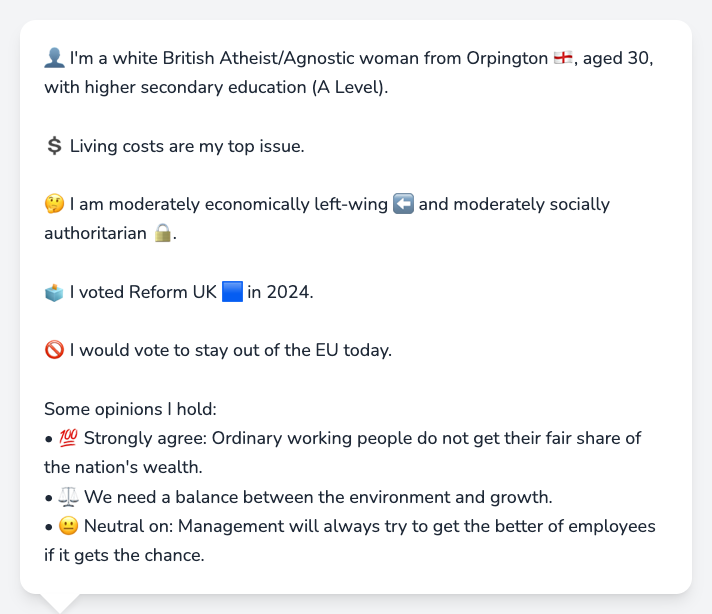 👤 I'm a white British Atheist/Agnostic woman from Orpington 🏴󠁧󠁢󠁥󠁮󠁧󠁿, aged 30,
with higher secondary education (A Level).
💲 Living costs are my top issue.
🤔 I am moderately economically left-wing ⬅️ and moderately socially
authoritarian 🔒.
🗳️ I voted Reform UK 🟦 in 2024.
🚫 I would vote to stay out of the EU today.
Some opinions I hold:
• 💯 Strongly agree: Ordinary working people do not get their fair share of
the nation's wealth.
• ⚖️ We need a balance between the environment and growth.
• 😐 Neutral on: Management will always try to get the better of employees
if it gets the chance.